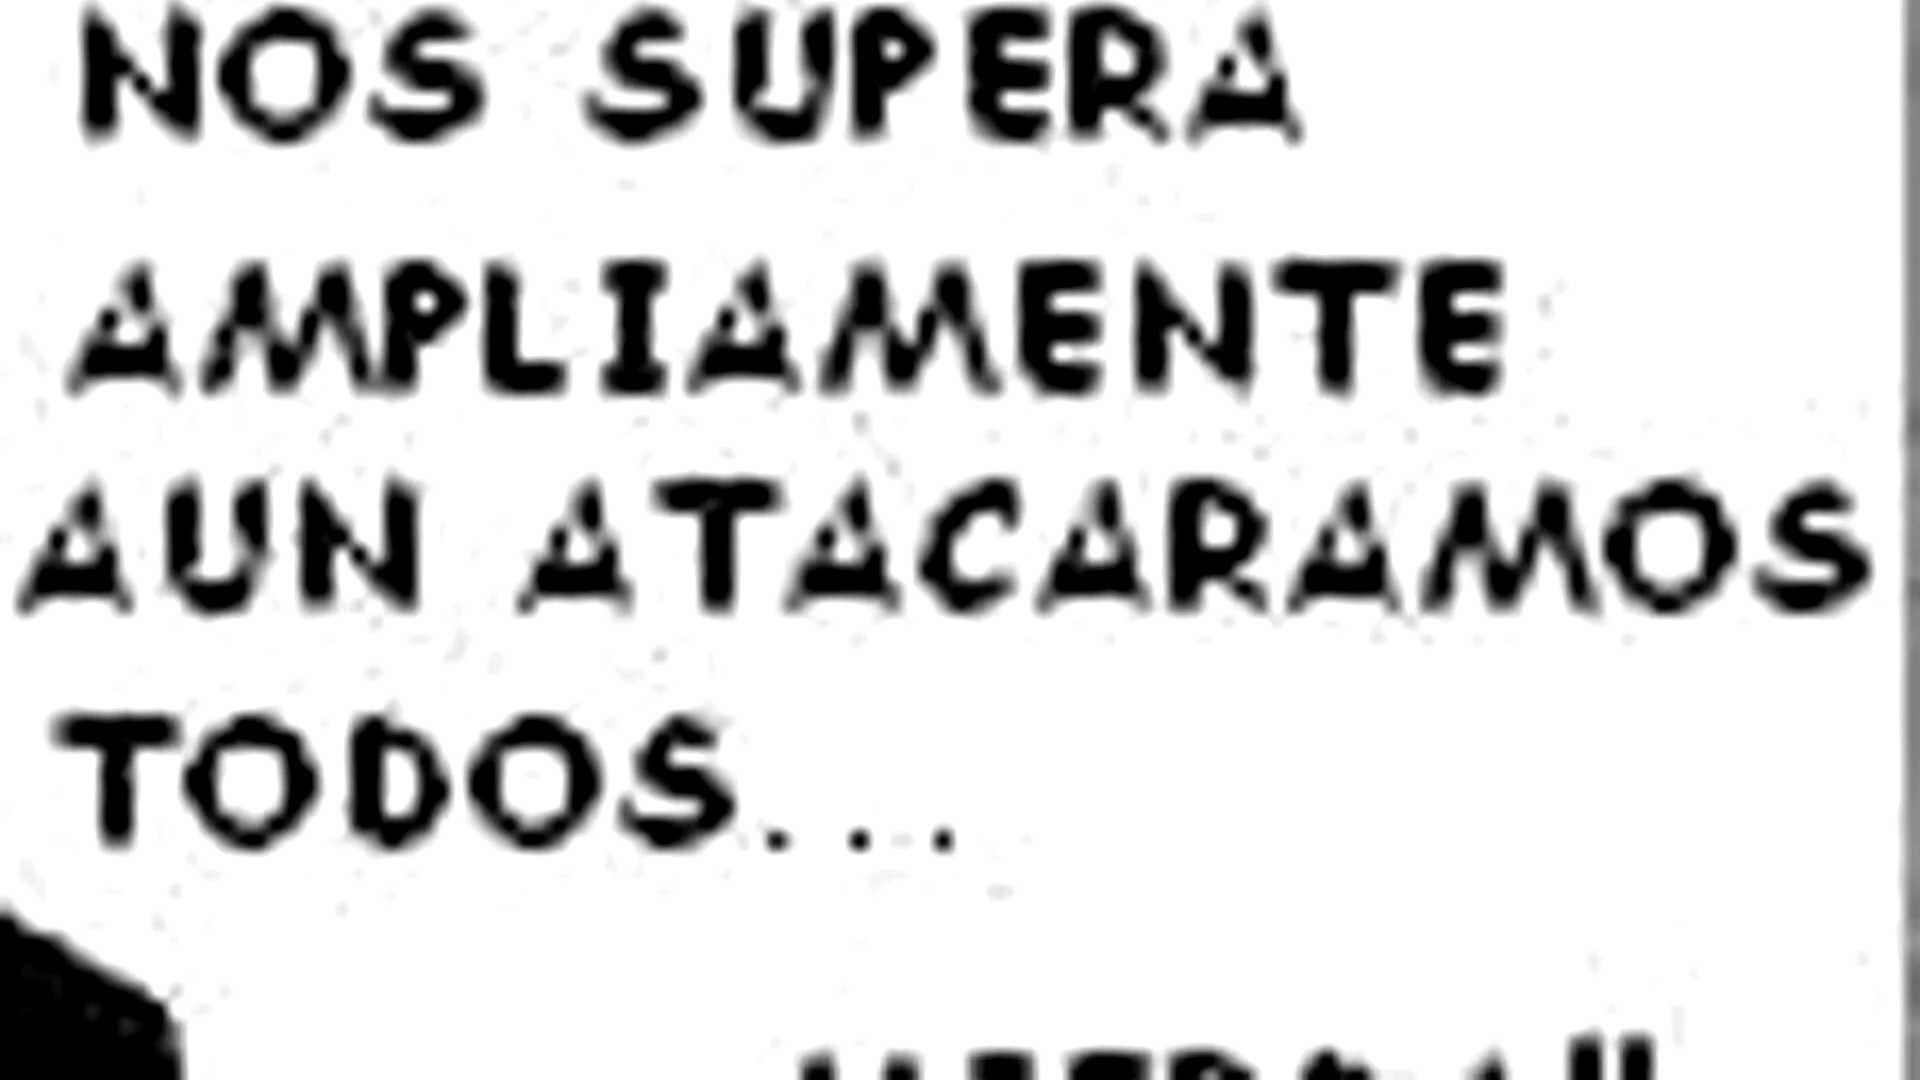 NOS SUPERA
AMPLIAMENTE
AUN ATACARAMOS
TODOS...